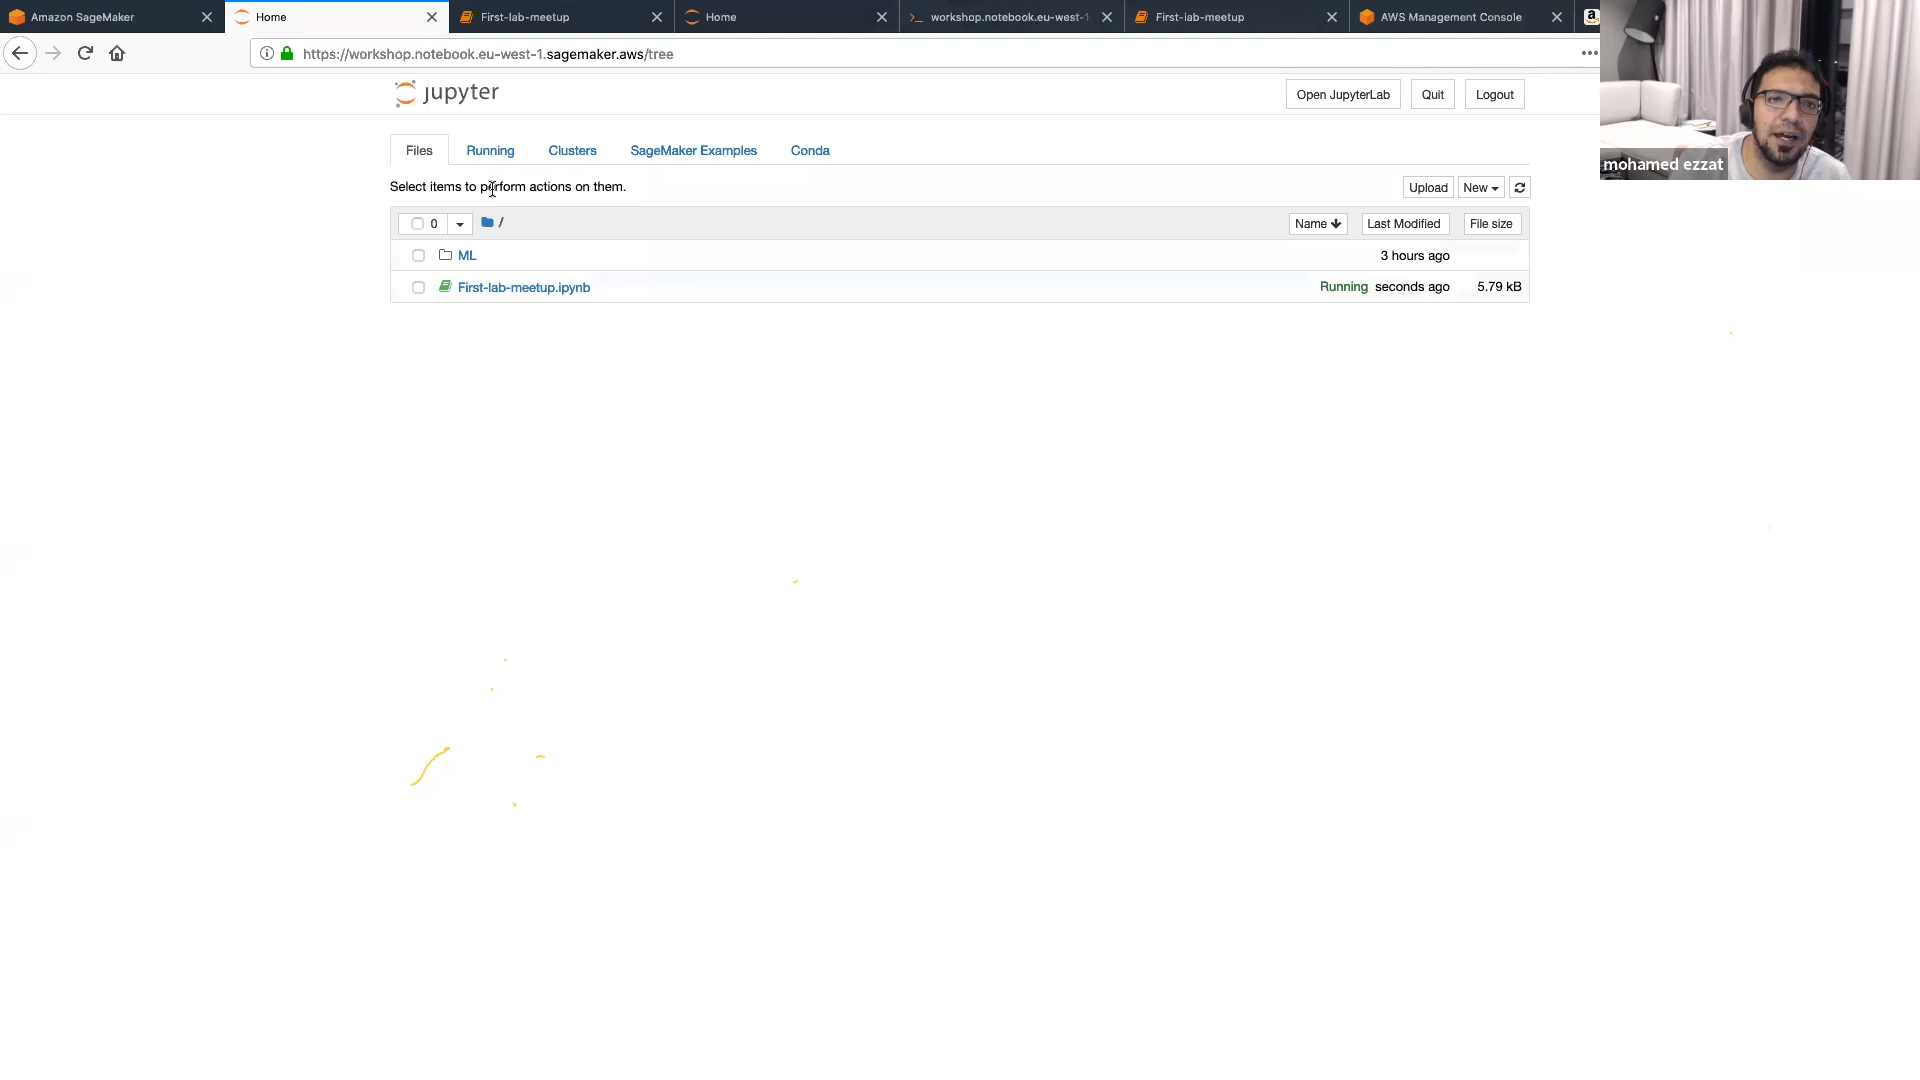 Amazon SageMaker
Home
First-lab-meetup
Home
workshop.notebook.eu-west-1
First-lab-meetup
AWS Management Console
https://workshop.notebook.eu-west-1.sagemaker.aws/tree
jupyter
Open JupyterLab
Quit
Logout
mohamed ezzat
Files
Running
Clusters
SageMaker Examples
Conda
Select items to perform actions on them.
Upload
New
0
/
Name
Last Modified
File size
ML
3 hours ago
First-lab-meetup.ipynb
Running seconds ago
5.79 kB